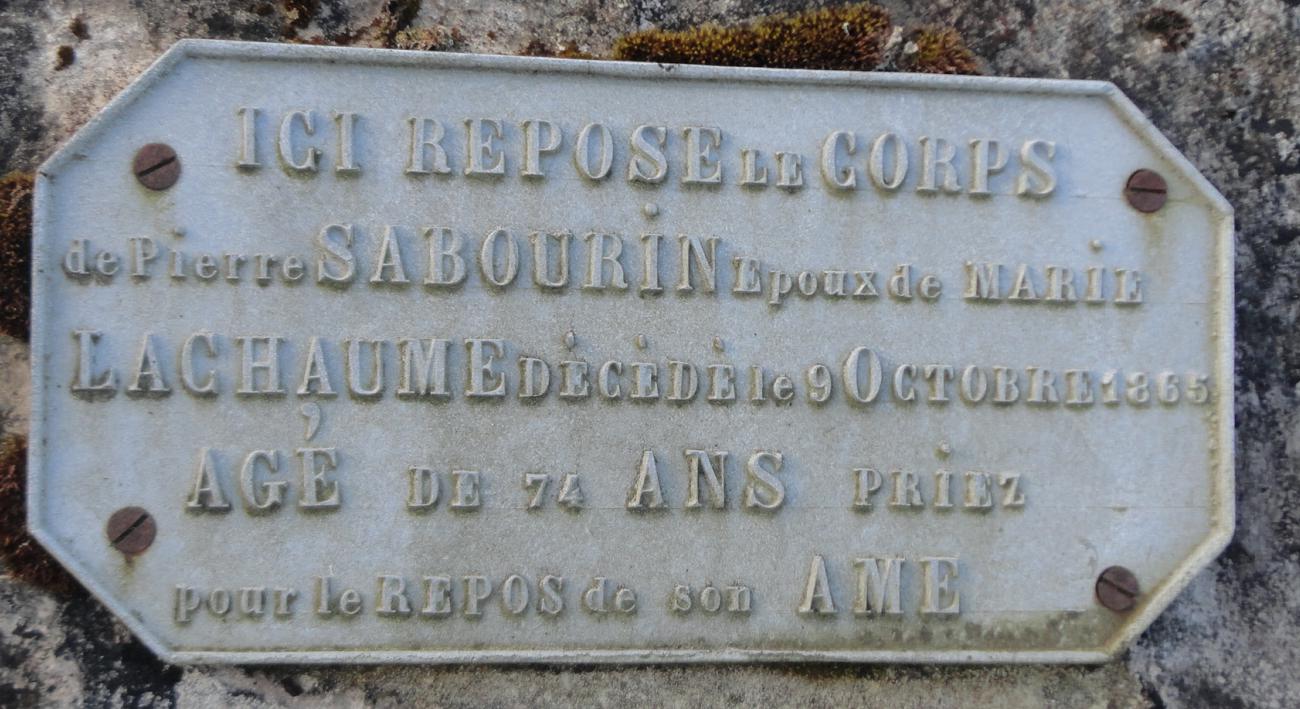 ICI REPOSE LE CORPS
de Pierre SABOURIN Epoux de MARIE
LACHAUME DÉCÉDÉ le 9 OCTOBRE 1865
AGÉ DE 74 ANS PRIEZ
pour le REPOS de son AME